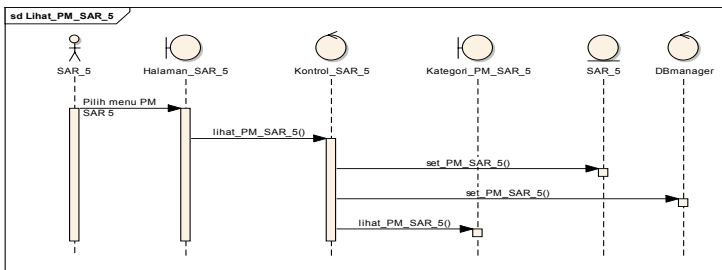 sd Lihat_PM_SAR_5
SAR_5
Halaman_SAR_5
Kontrol_SAR_5
Kategori_PM_SAR_5
SAR_5
DBmanager
Pilih menu PM
SAR 5
lihat_PM_SAR_5()
set_PM_SAR_5()
set_PM_SAR_5()
lihat_PM_SAR_5()